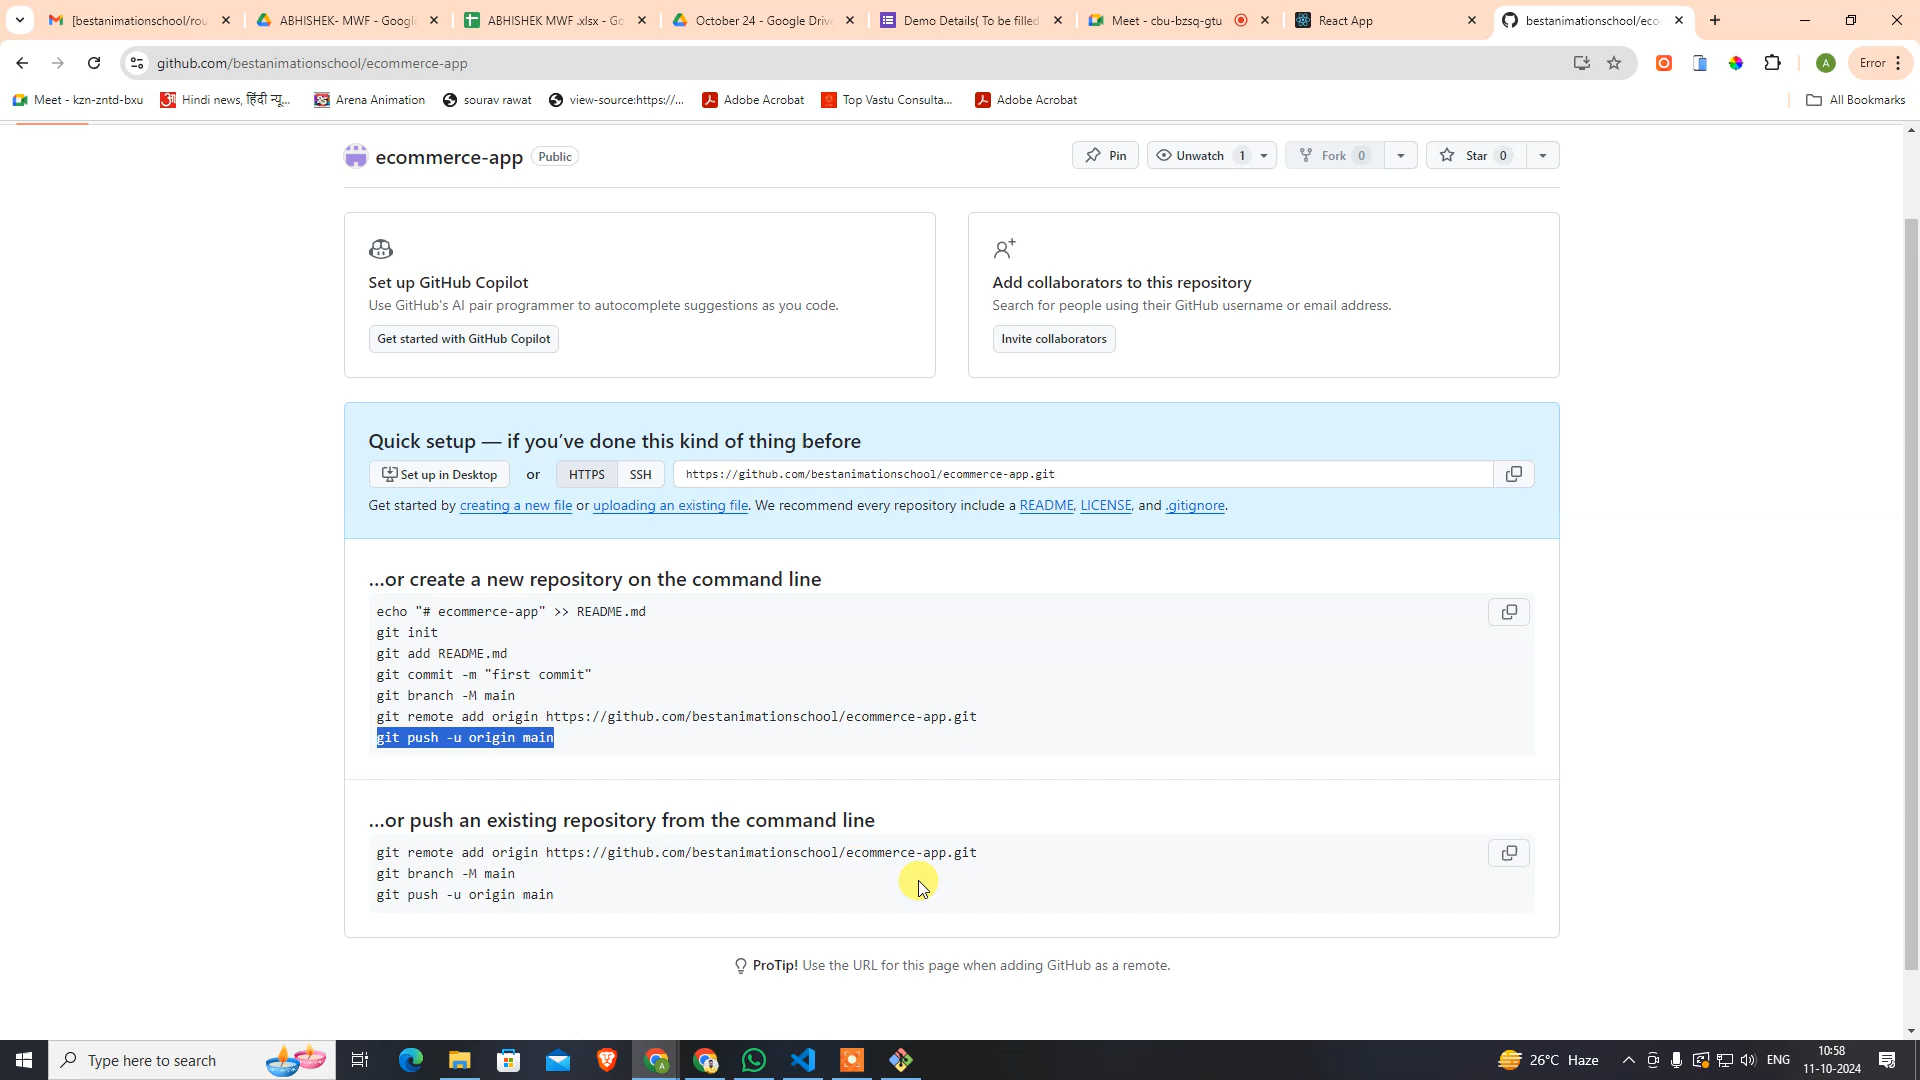 [bestanimationschool/rou
ABHISHEK- MWF - Google
ABHISHEK MWF .xlsx - Go
October 24 - Google Drive
Demo Details( To be filled
Meet - cbu-bzsq-gtu
React App
bestanimationschool/eco
github.com/bestanimationschool/ecommerce-app
A
Error
Meet - kzn-zntd-bxu
Hindi news, हिंदी न्यू...
Arena Animation
sourav rawat
view-source:https://...
Adobe Acrobat
Top Vastu Consulta...
Adobe Acrobat
All Bookmarks
ecommerce-app
Public
Pin
Unwatch 1
Fork 0
Star 0
Set up GitHub Copilot
Use GitHub's AI pair programmer to autocomplete suggestions as you code.
Get started with GitHub Copilot
Add collaborators to this repository
Search for people using their GitHub username or email address.
Invite collaborators
Quick setup — if you've done this kind of thing before
Set up in Desktop or HTTPS SSH https://github.com/bestanimationschool/ecommerce-app.git
Get started by creating a new file or uploading an existing file. We recommend every repository include a README, LICENSE, and .gitignore.
…or create a new repository on the command line
echo "# ecommerce-app" >> README.md
git init
git add README.md
git commit -m "first commit"
git branch -M main
git remote add origin https://github.com/bestanimationschool/ecommerce-app.git
git push -u origin main
…or push an existing repository from the command line
git remote add origin https://github.com/bestanimationschool/ecommerce-app.git
git branch -M main
git push -u origin main
ProTip! Use the URL for this page when adding GitHub as a remote.
Type here to search
26°C Haze
ENG
10:58
11-10-2024